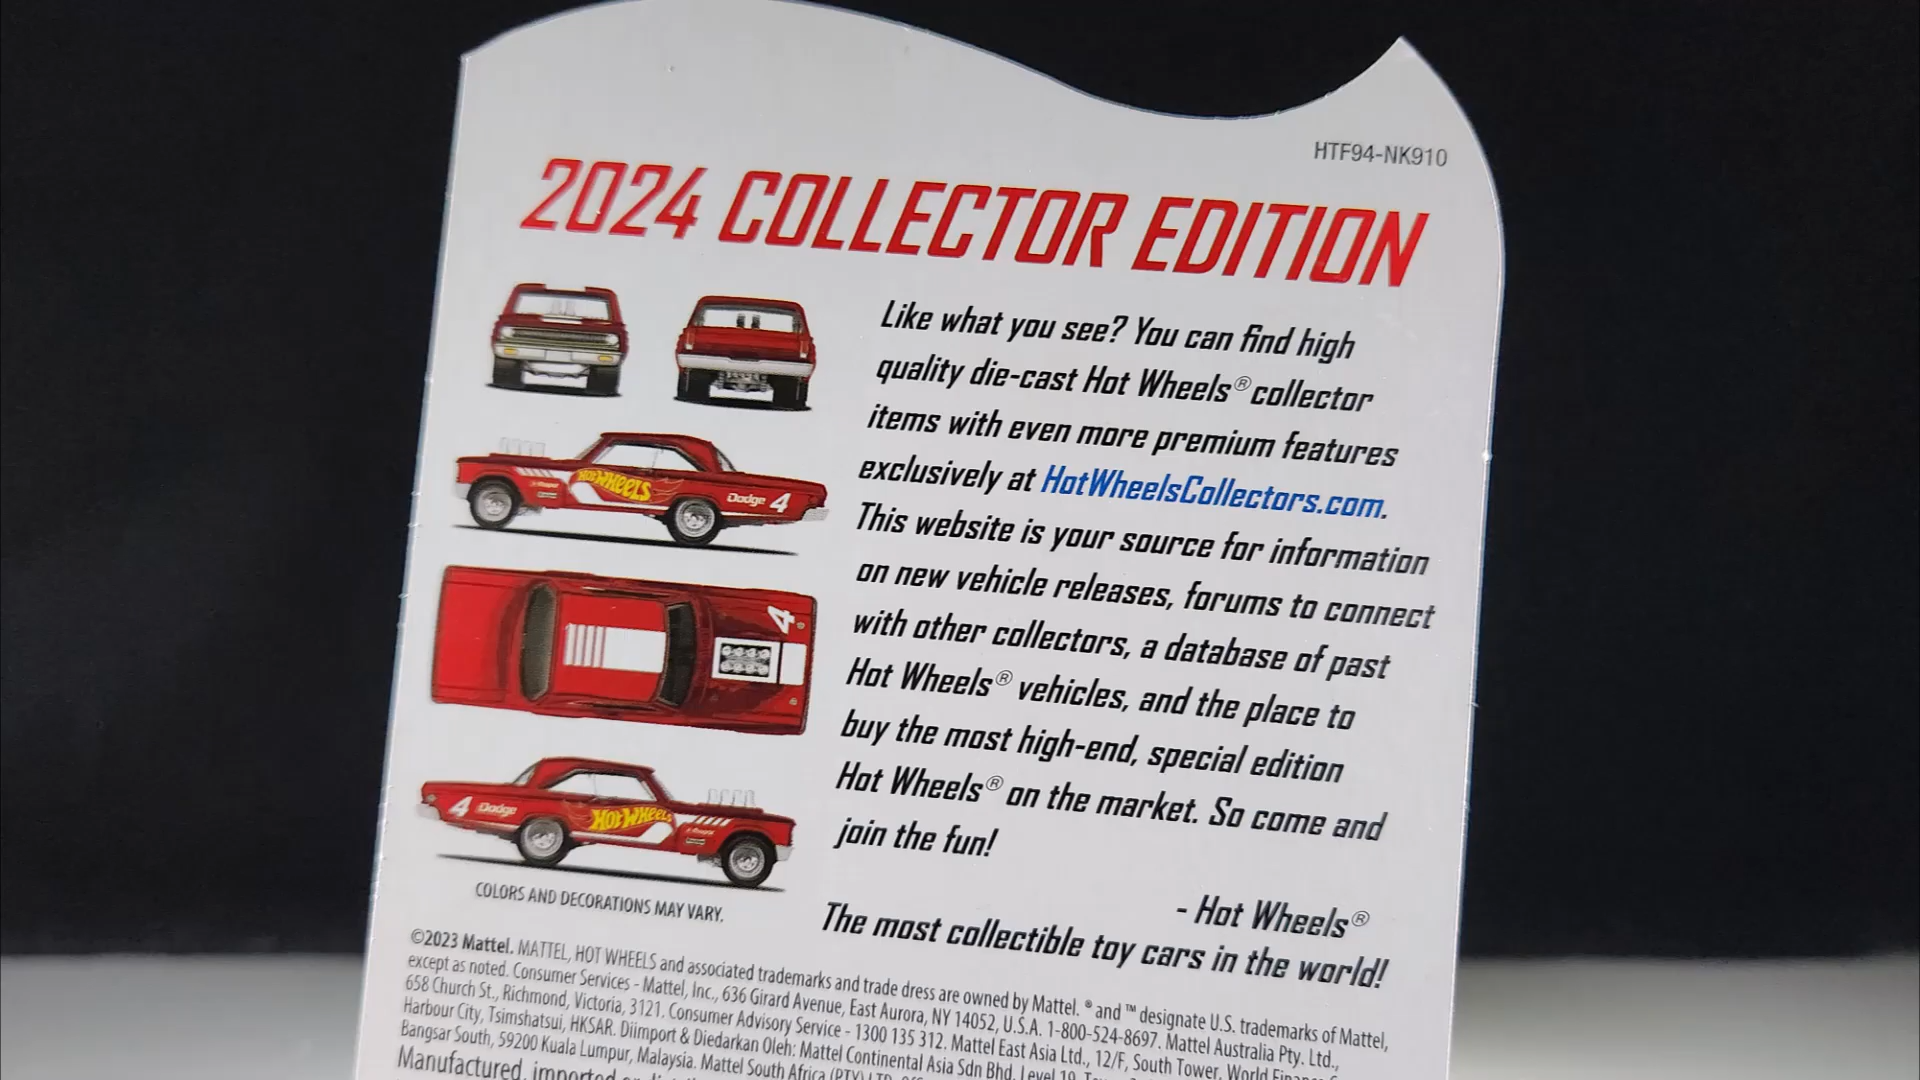 HTF94-NK910
2024 COLLECTOR EDITION
Like what you see? You can find high
quality die-cast Hot Wheels® collector
items with even more premium features
exclusively at HotWheelsCollectors.com.
This website is your source for information
on new vehicle releases, forums to connect
with other collectors, a database of past
Hot Wheels® vehicles, and the place to
buy the most high-end, special edition
Hot Wheels® on the market. So come and
join the fun!
- Hot Wheels®
The most collectible toy cars in the world!
HOT WHEELS
Dodge 4
4
4 Dodge
HOT WHEELS
COLORS AND DECORATIONS MAY VARY.
©2023 Mattel. MATTEL, HOT WHEELS and associated trademarks and trade dress are owned by Mattel. ® and ™ designate U.S. trademarks of Mattel,
except as noted. Consumer Services - Mattel, Inc., 636 Girard Avenue, East Aurora, NY 14052, U.S.A. 1-800-524-8697. Mattel Australia Pty. Ltd.,
658 Church St., Richmond, Victoria, 3121. Consumer Advisory Service - 1300 135 312. Mattel East Asia Ltd., 12/F, South Tower, World
Harbour City, Tsimshatsui, HKSAR. Diimport & Diedarkan Oleh: Mattel Continental Asia Sdn Bhd. Level 19,
Bangsar South, 59200 Kuala Lumpur, Malaysia. Mattel South Africa (PTY) LTD,
Manufactured, imported